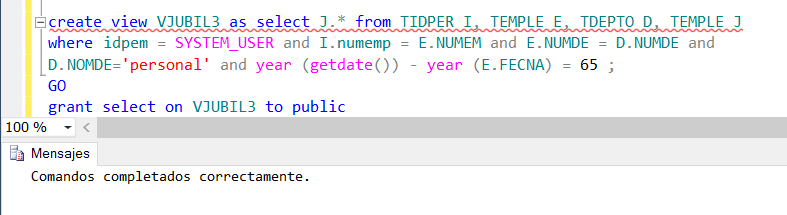 create view VJUBIL3 as select J.* from TIDPER I, TEMPLE E, TDEPTO D, TEMPLE J
where idpem = SYSTEM_USER and I.numemp = E.NUMEM and E.NUMDE = D.NUMDE and
D.NOMDE='personal' and year (getdate()) - year (E.FECNA) = 65 ;
GO
grant select on VJUBIL3 to public
100 %
Mensajes
Comandos completados correctamente.